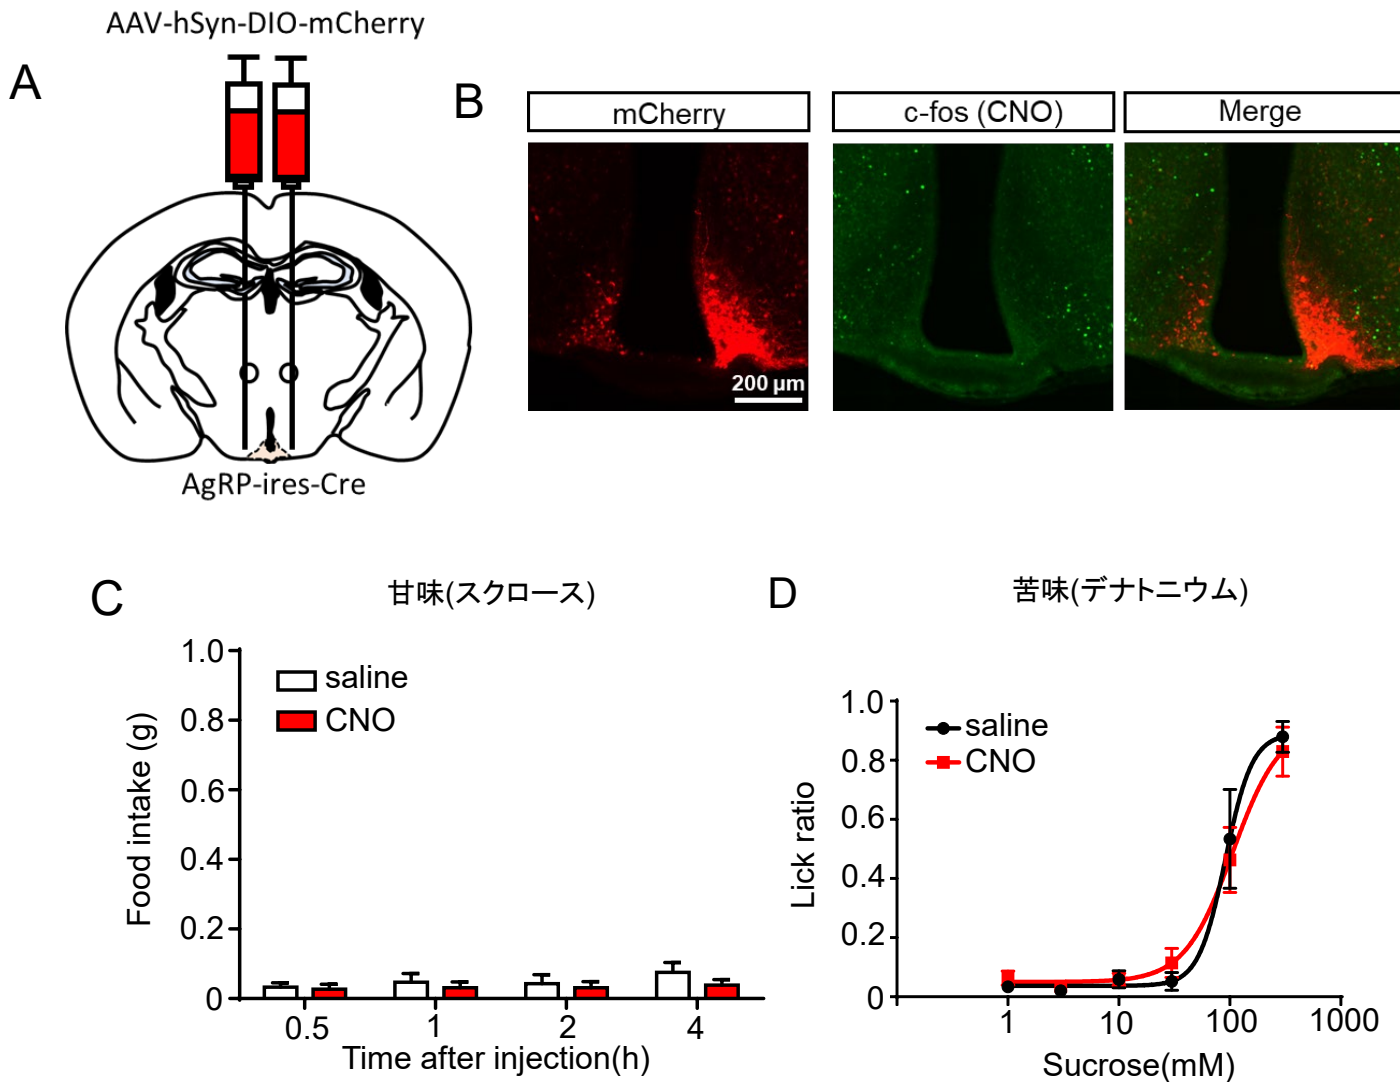 AAV-hSyn-DIO-mCherry
A
AgRP-ires-Cre
B
mCherry
c-fos (CNO)
Merge
200 µm
C
甘味(スクロース)
1.0
0.8
0.6
0.4
0.2
0
Food intake (g)
saline
CNO
0.5
1
2
4
Time after injection(h)
D
苦味(デナトニウム)
1.0
0.8
0.6
0.4
0.2
0
Lick ratio
saline
CNO
1
10
100
1000
Sucrose(mM)